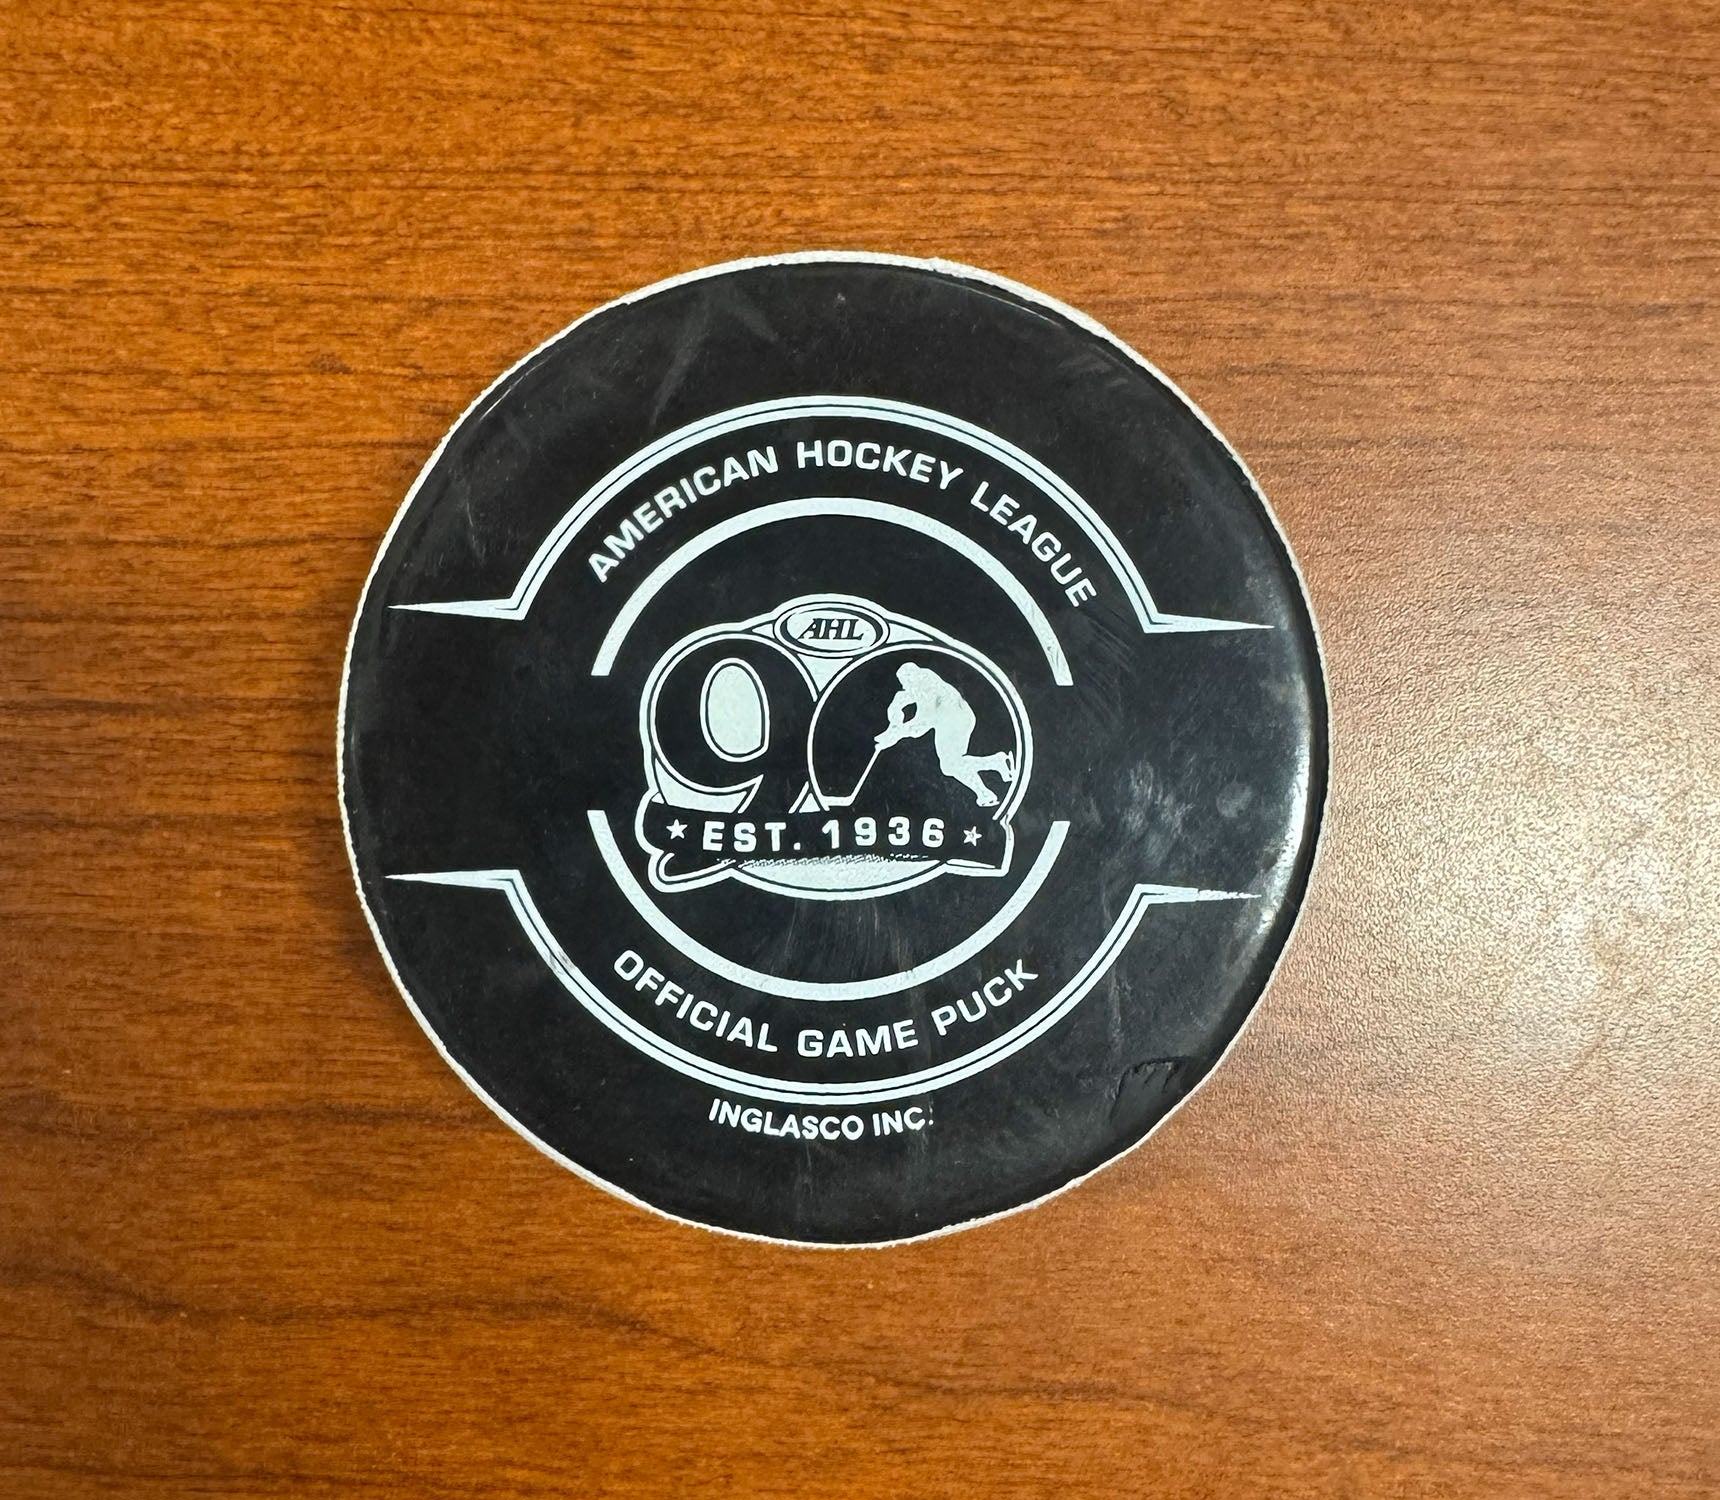 AMERICAN HOCKEY LEAGUE
AHL
90
EST. 1936
OFFICIAL GAME PUCK
INGLASCO INC.